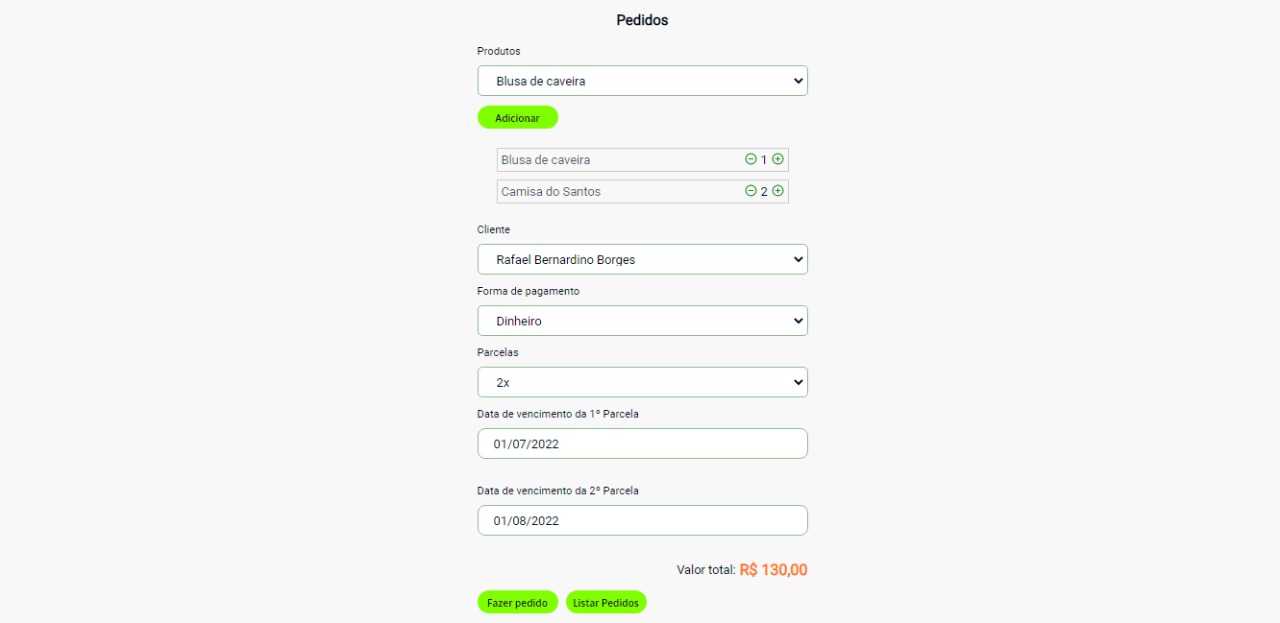 Pedidos
Produtos
Blusa de caveira
Adicionar
Blusa de caveira 1
Camisa do Santos 2
Cliente
Rafael Bernardino Borges
Forma de pagamento
Dinheiro
Parcelas
2x
Data de vencimento da 1º Parcela
01/07/2022
Data de vencimento da 2º Parcela
01/08/2022
Valor total: R$ 130,00
Fazer pedido Listar Pedidos